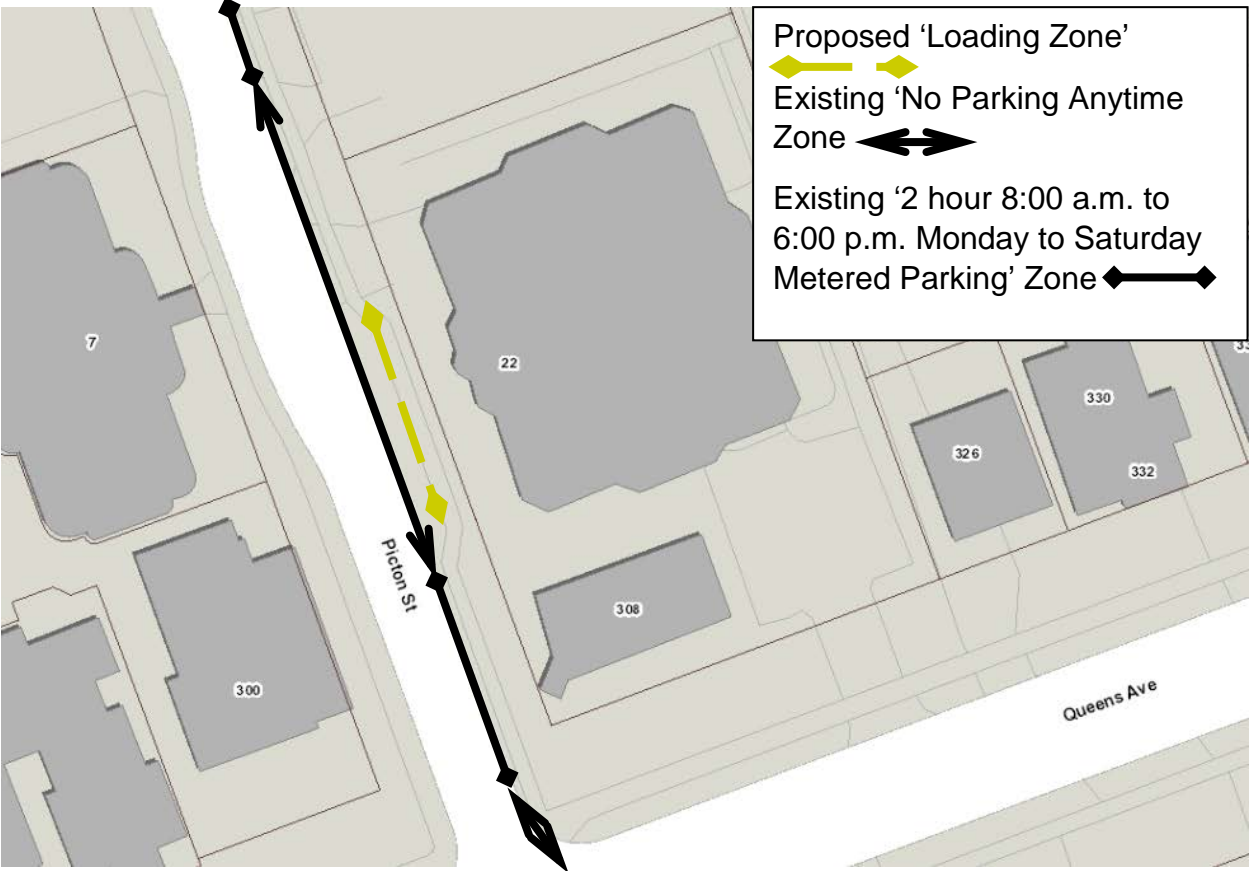 Proposed ‘Loading Zone’
Existing ‘No Parking Anytime
Zone
Existing ‘2 hour 8:00 a.m. to
6:00 p.m. Monday to Saturday
Metered Parking’ Zone
7
22
330
326
332
Picton St
308
300
Queens Ave